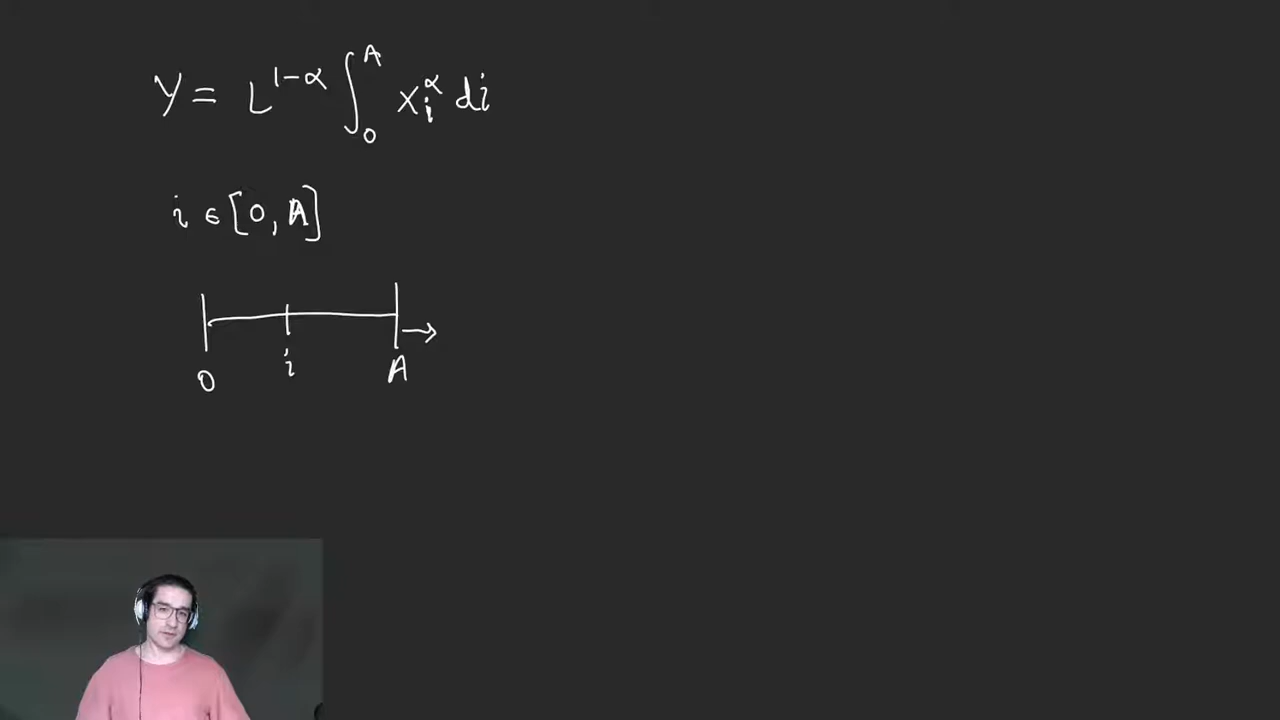 Y = L^{1-α} ∫_0^A x_i^α di
i ∈ [0, A]
0 i A